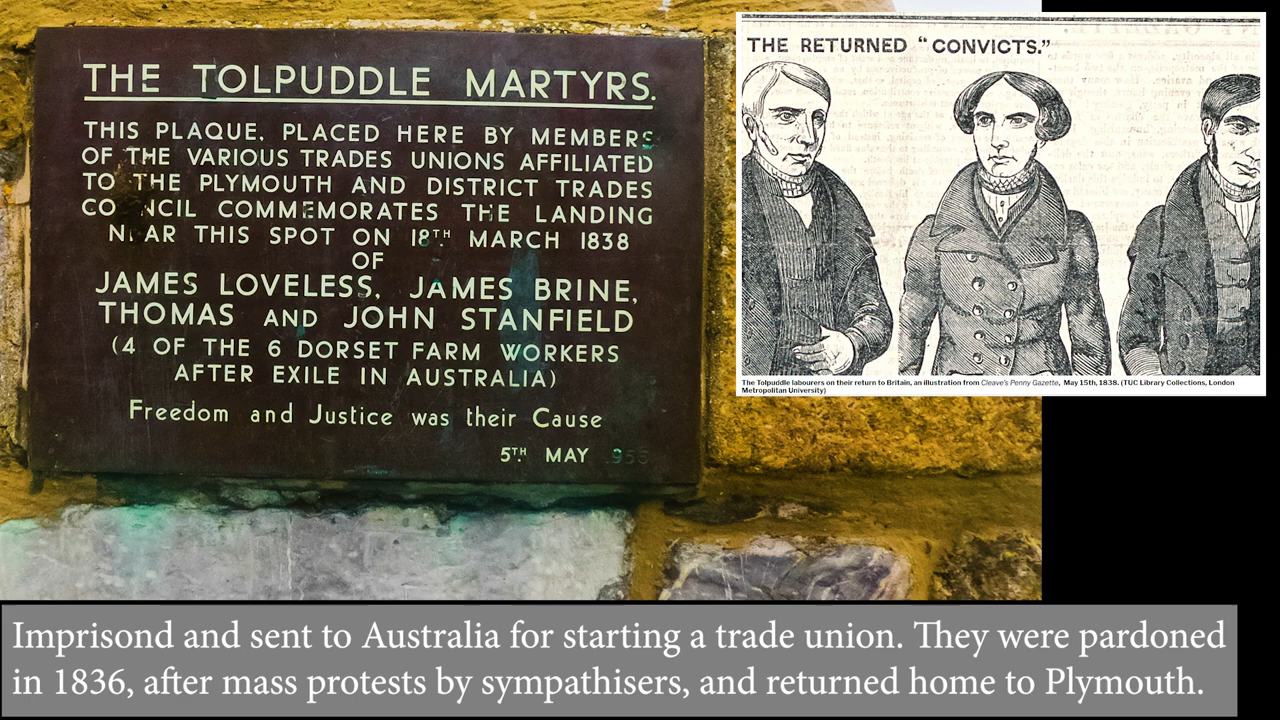 THE TOLPUDDLE MARTYRS.
THIS PLAQUE, PLACED HERE BY MEMBERS
OF THE VARIOUS TRADES UNIONS AFFILIATED
TO THE PLYMOUTH AND DISTRICT TRADES
CO NCIL COMMEMORATES THE LANDING
NEAR THIS SPOT ON 18TH. MARCH 1838
OF
JAMES LOVELESS, JAMES BRINE,
THOMAS AND JOHN STANFIELD
(4 OF THE 6 DORSET FARM WORKERS
AFTER EXILE IN AUSTRALIA)
Freedom and Justice was their Cause
5TH. MAY
THE RETURNED “CONVICTS.”
The Tolpuddle labourers on their return to Britain, an illustration from Cleave's Penny Gazette, May 15th, 1838. (TUC Library Collections, London
Metropolitan University)
Imprisond and sent to Australia for starting a trade union. They were pardoned
in 1836, after mass protests by sympathisers, and returned home to Plymouth.